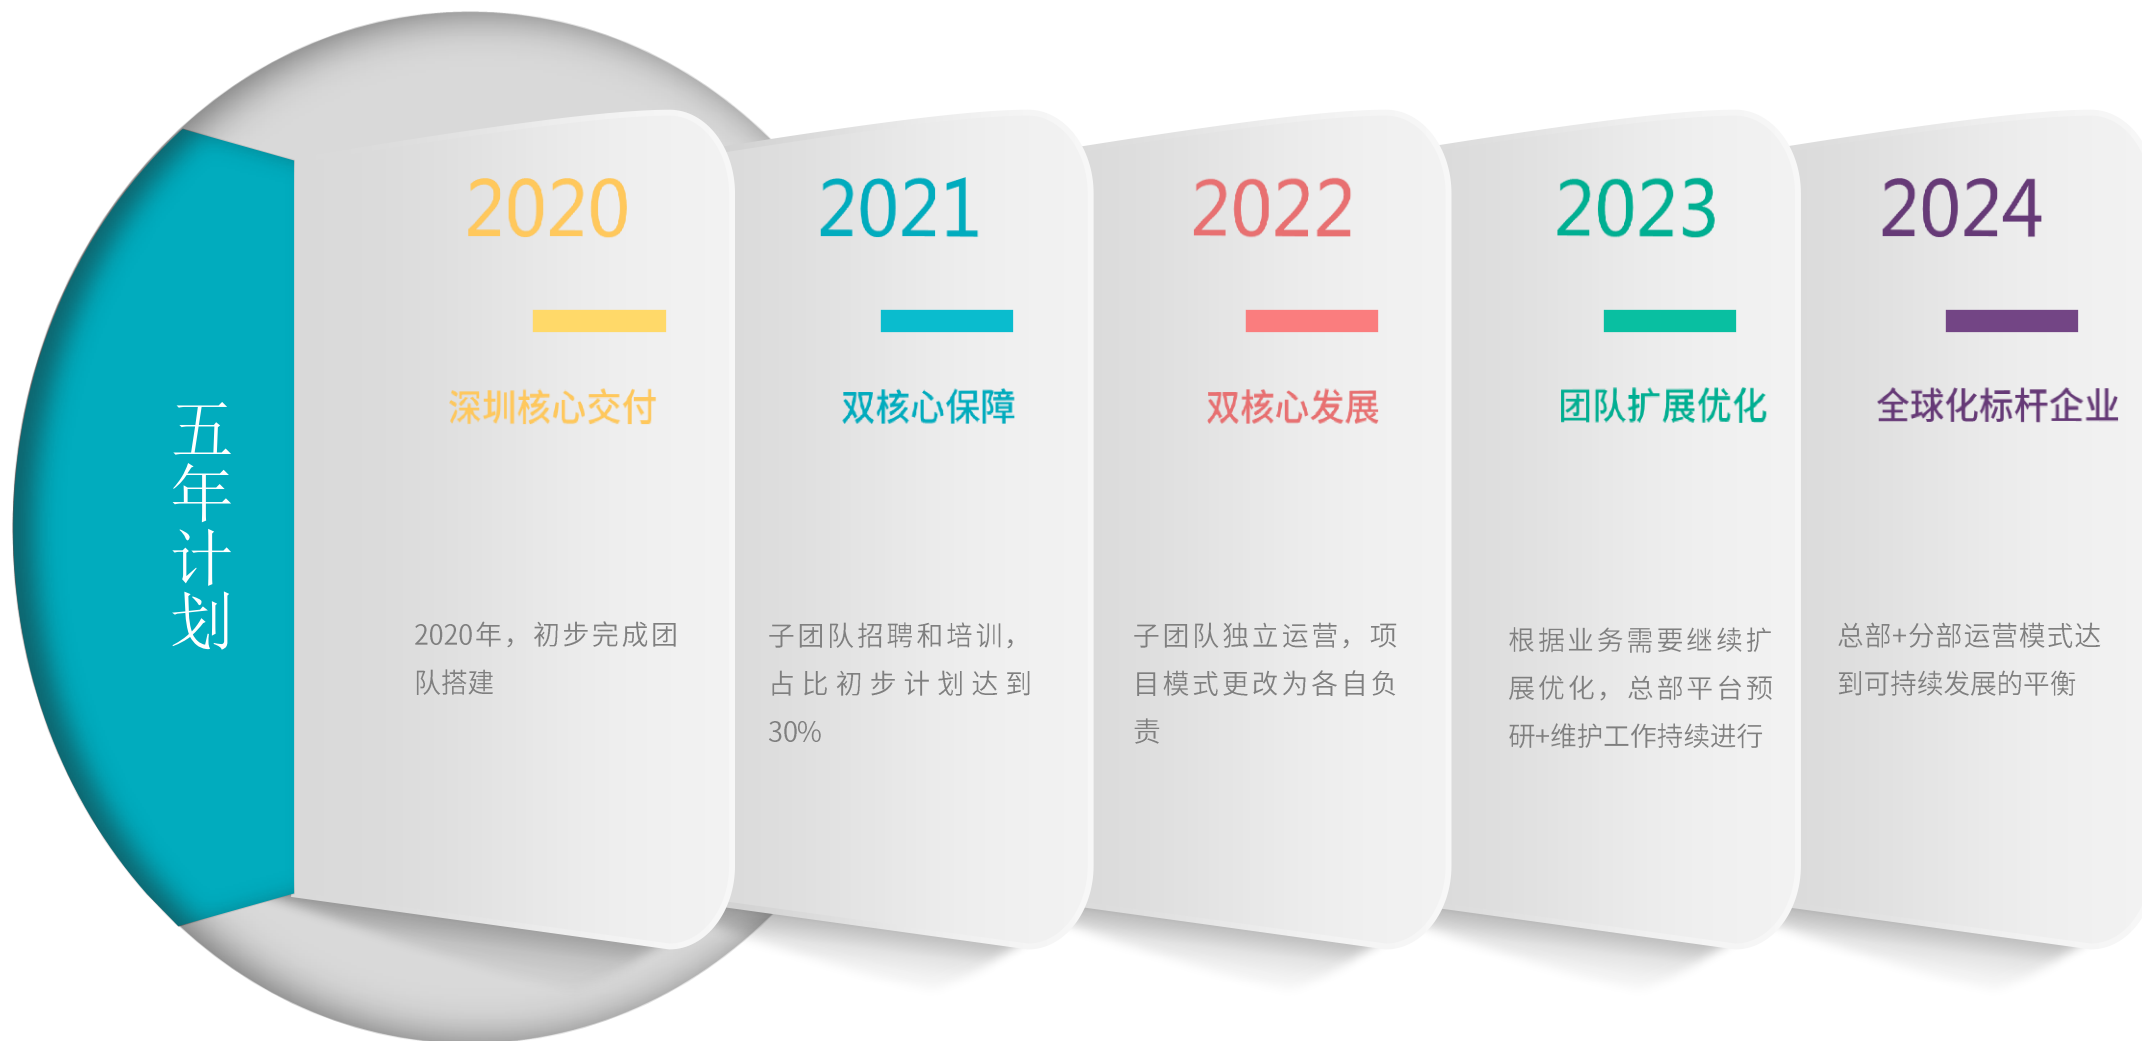 五年计划
2020
深圳核心交付
2020年，初步完成团
队搭建
2021
双核心保障
子团队招聘和培训，
占比初步计划达到
30%
2022
双核心发展
子团队独立运营，项
目模式更改为各自负
责
2023
团队扩展优化
根据业务需要继续扩
展优化，总部平台预
研+维护工作持续进行
2024
全球化标杆企业
总部+分部运营模式达
到可持续发展的平衡